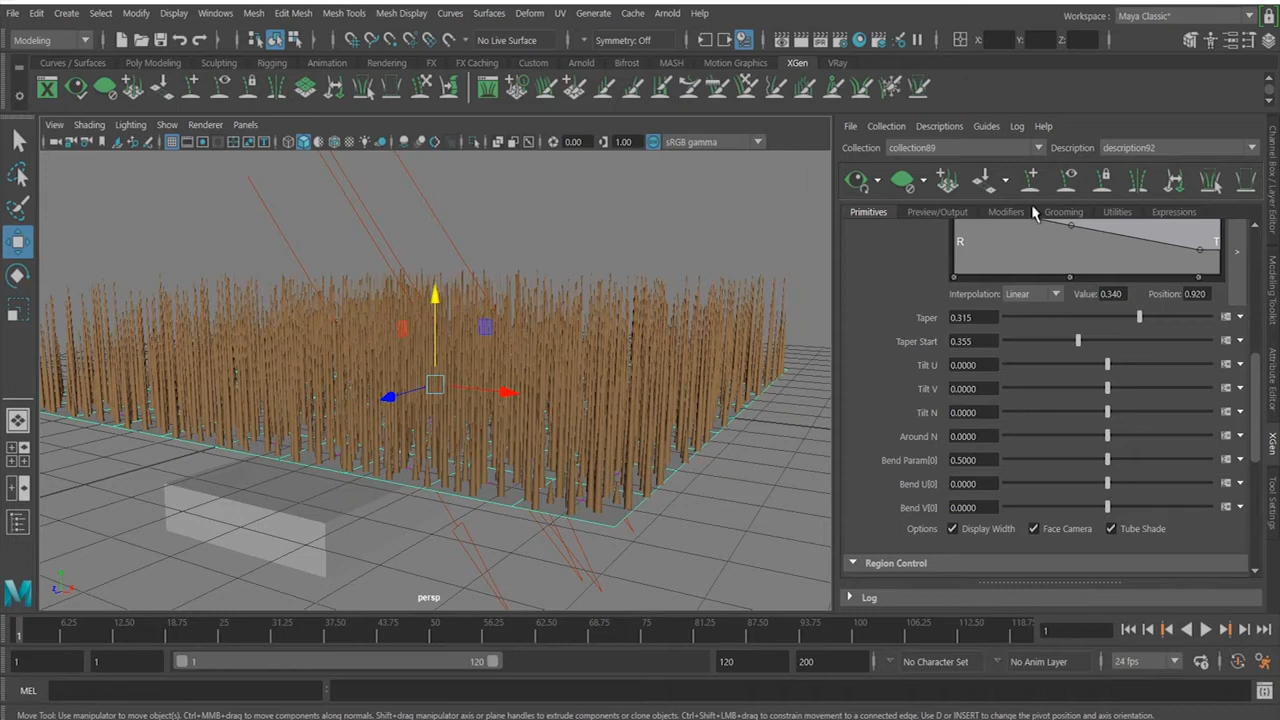 File Edit Create Select Modify Display Windows Mesh Edit Mesh Mesh Tools Mesh Display Curves Surfaces Deform UV Generate Cache Arnold Help Workspace : Maya Classic*
Modeling No Live Surface Symmetry: Off X: Y: Z:
Curves / Surfaces Poly Modeling Sculpting Rigging Animation Rendering FX FX Caching Custom Arnold Bifrost MASH Motion Graphics XGen VRay
View Shading Lighting Show Renderer Panels
0.00 1.00 sRGB gamma
File Collection Descriptions Guides Log Help
Collection collection89 Description description92
Primitives Preview/Output Modifiers Grooming Utilities Expressions
R T
>
Interpolation: Linear Value: 0.340 Position: 0.920
Taper 0.315
Taper Start 0.355
Tilt U 0.0000
Tilt V 0.0000
Tilt N 0.0000
Around N 0.0000
Bend Param[0] 0.5000
Bend U[0] 0.0000
Bend V[0] 0.0000
Options Display Width Face Camera Tube Shade
Region Control
Log
Channel Box / Layer Editor
Modeling Toolkit
Attribute Editor
XGen
Tool Settings
persp
6.25 12.50 18.75 25 31.25 37.50 43.75 50 56.25 62.50 68.75 75 81.25 87.50 93.75 100 106.25 112.50 118.75
1 1
1 1 1 120 120 200 No Character Set No Anim Layer 24 fps
MEL
Move Tool: Use manipulator to move object(s). Ctrl+MMB+drag to move components along normals. Shift+drag manipulator axis or plane handles to extrude components or clone objects. Ctrl+Shift+LMB+drag to constrain movement to a connected edge. Use D or INSERT to change the pivot position and axis orientation.